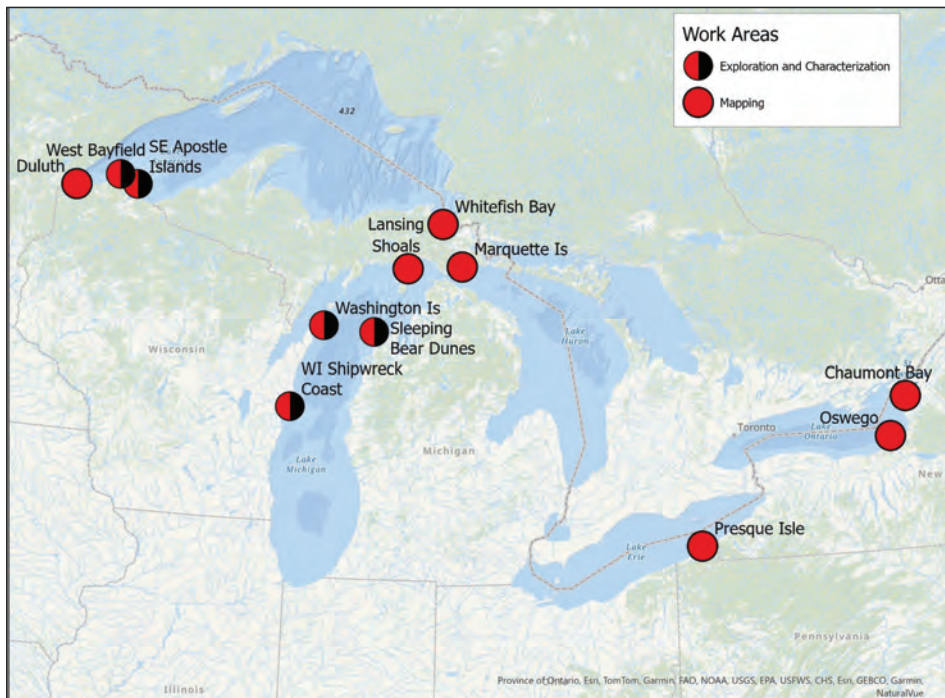 Work Areas
Exploration and Characterization
Mapping
432
West Bayfield
SE Apostle
Islands
Duluth
Whitefish Bay
Lansing
Shoals
Marquette Is
Washington Is
Sleeping
Bear Dunes
Wisconsin
WI Shipwreck
Coast
Lake
Huron
Lake
Michigan
Michigan
Chaumont Bay
Oswego
Toronto
Lake
Ontario
New
Presque Isle
Lake
Erie
Pennsylvania
Illinois
Province of Ontario, Esri, TomTom, Garmin, FAO, NOAA, USGS, EPA, USFWS, CHS, Esri, GEBCO, Garmin,
NaturalVue